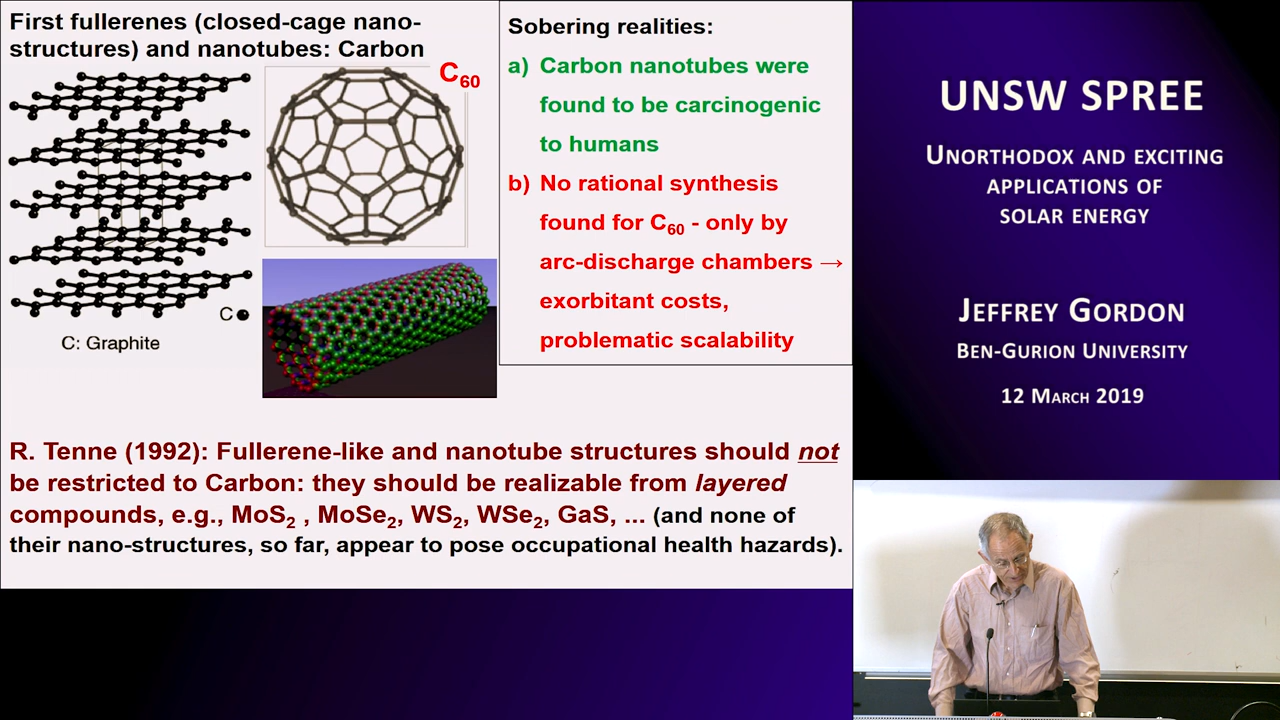 First fullerenes (closed-cage nano-
structures) and nanotubes: Carbon
C60
C
C: Graphite
Sobering realities:
a) Carbon nanotubes were
found to be carcinogenic
to humans
b) No rational synthesis
found for C60 - only by
arc-discharge chambers →
exorbitant costs,
problematic scalability
R. Tenne (1992): Fullerene-like and nanotube structures should not
be restricted to Carbon: they should be realizable from layered
compounds, e.g., MoS2 , MoSe2, WS2, WSe2, GaS, ... (and none of
their nano-structures, so far, appear to pose occupational health hazards).
UNSW SPREE
UNORTHODOX AND EXCITING
APPLICATIONS OF
SOLAR ENERGY
JEFFREY GORDON
BEN-GURION UNIVERSITY
12 MARCH 2019